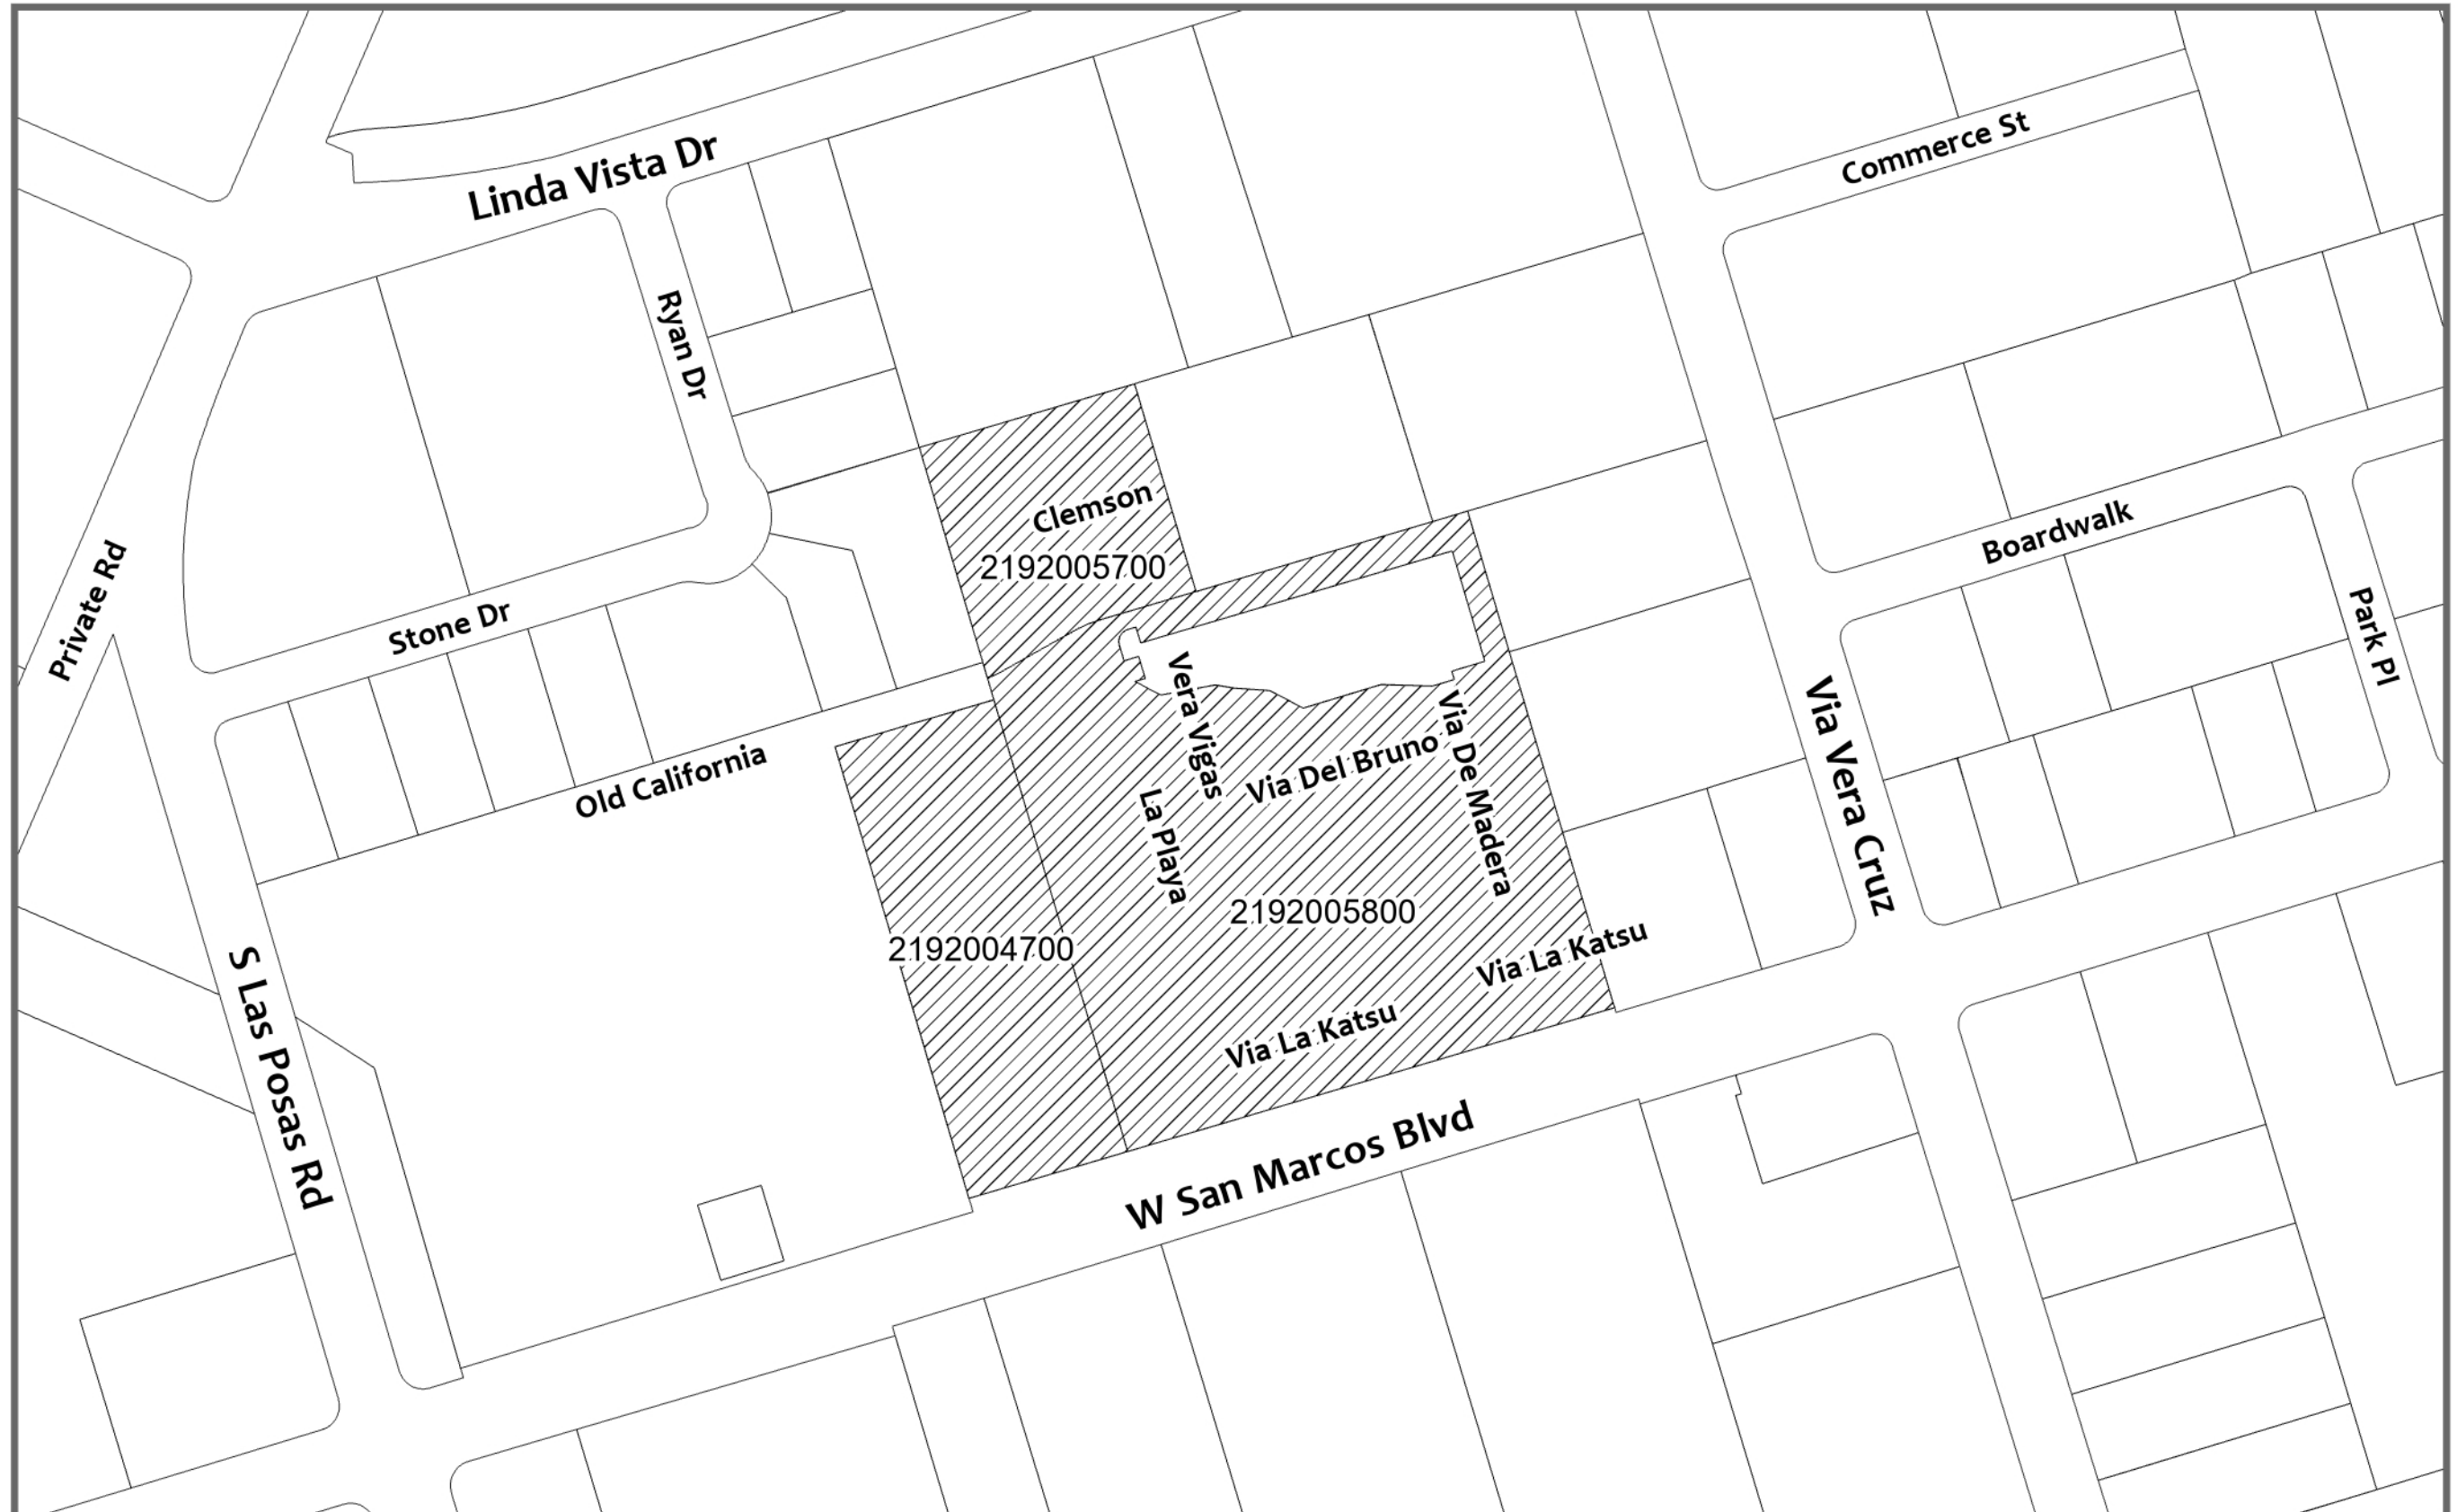 Commerce St
Linda Vista Dr
Ryan Dr
Clemson
Boardwalk
2192005700
Private Rd
Stone Dr
Park Pl
Vera Vigas
Via De Madera
Via Vera Cruz
Old California
Via Del Bruno
La Playa
2192005800
2192004700
Via La Katsu
S Las Posas Rd
Via La Katsu
W San Marcos Blvd